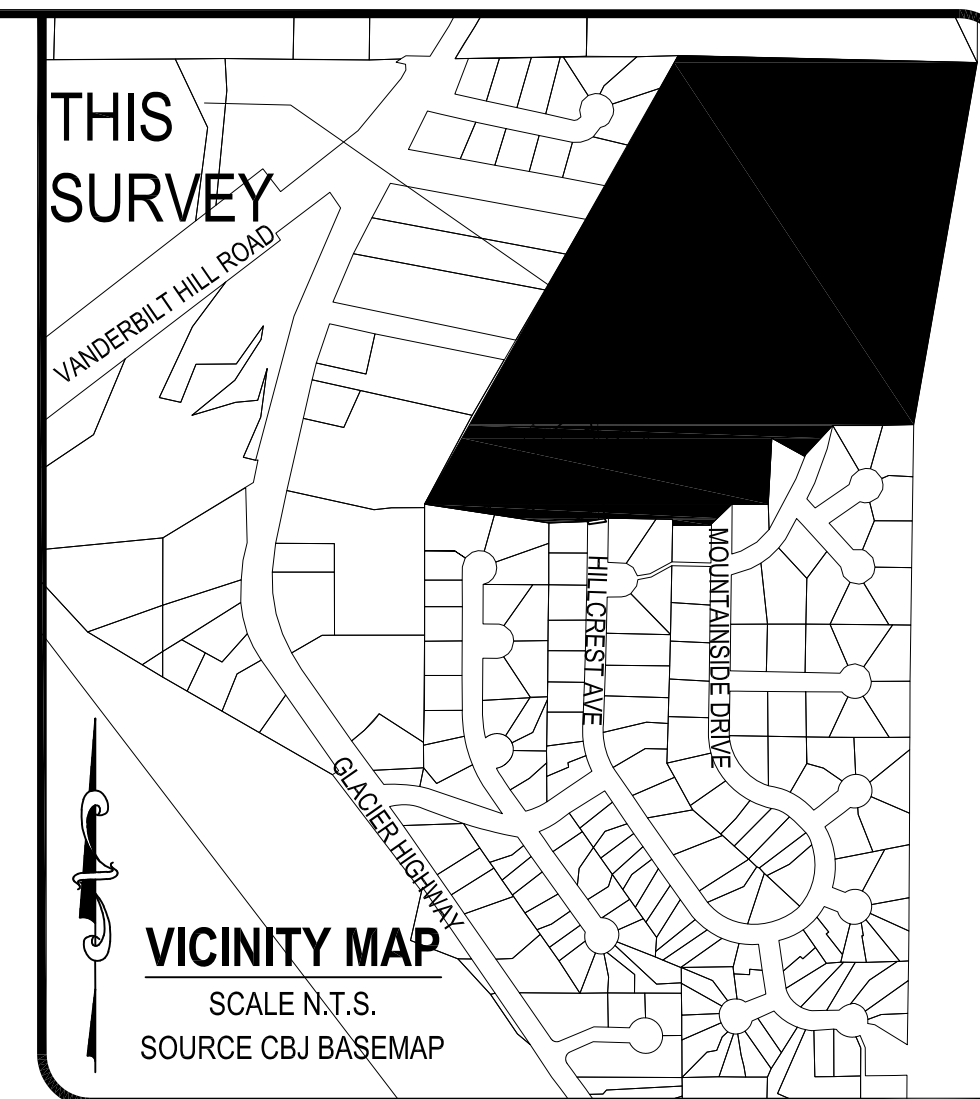 THIS
SURVEY
VANDERBILT HILL ROAD
HILLCREST AVE
MOUNTAINSIDE DRIVE
GLACIER HIGHWAY
VICINITY MAP
SCALE N.T.S.
SOURCE CBJ BASEMAP